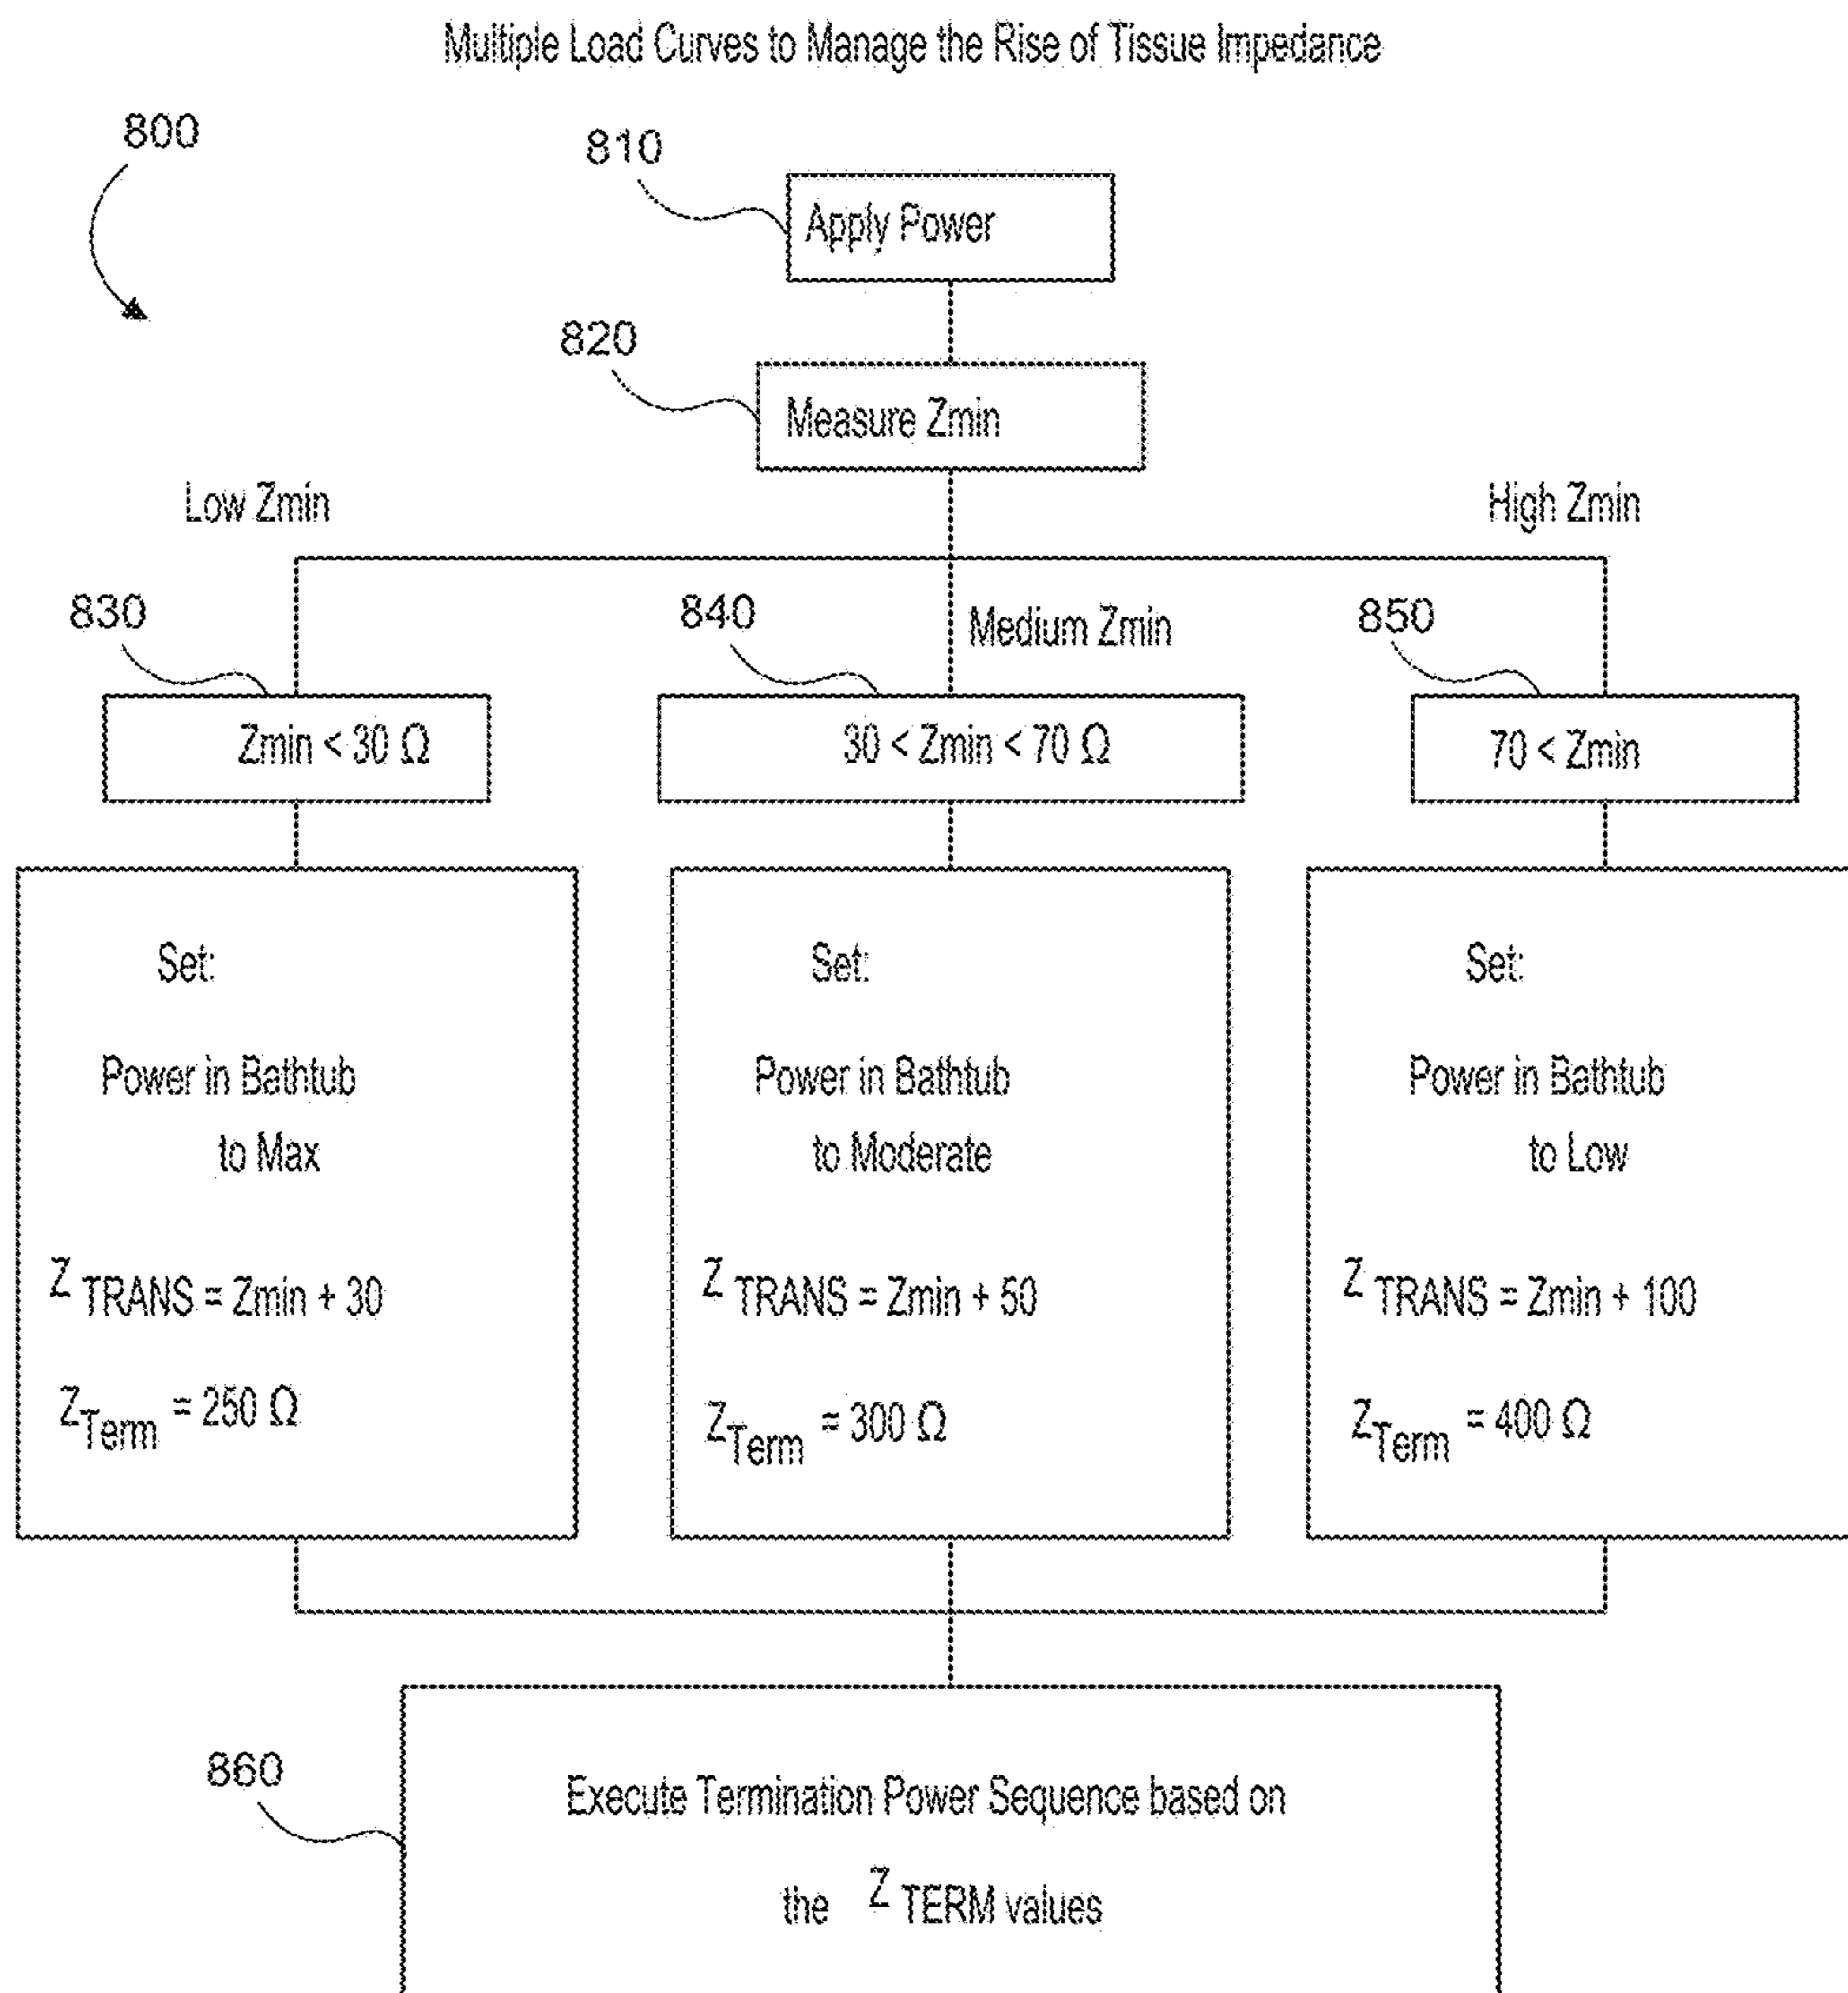 Multiple Load Curves to Manage the Rise of Tissue Impedance
800
810
Apply Power
820
Measure Zmin
Low Zmin
High Zmin
830
840
Medium Zmin
850
Zmin < 30 Ω
30 < Zmin < 70 Ω
70 < Zmin
Set:
Power in Bathtub
to Max
Z TRANS = Zmin + 30
Z Term = 250 Ω
Set:
Power in Bathtub
to Moderate
Z TRANS = Zmin + 50
Z Term = 300 Ω
Set:
Power in Bathtub
to Low
Z TRANS = Zmin + 100
Z Term = 400 Ω
860
Execute Termination Power Sequence based on
the Z TERM values